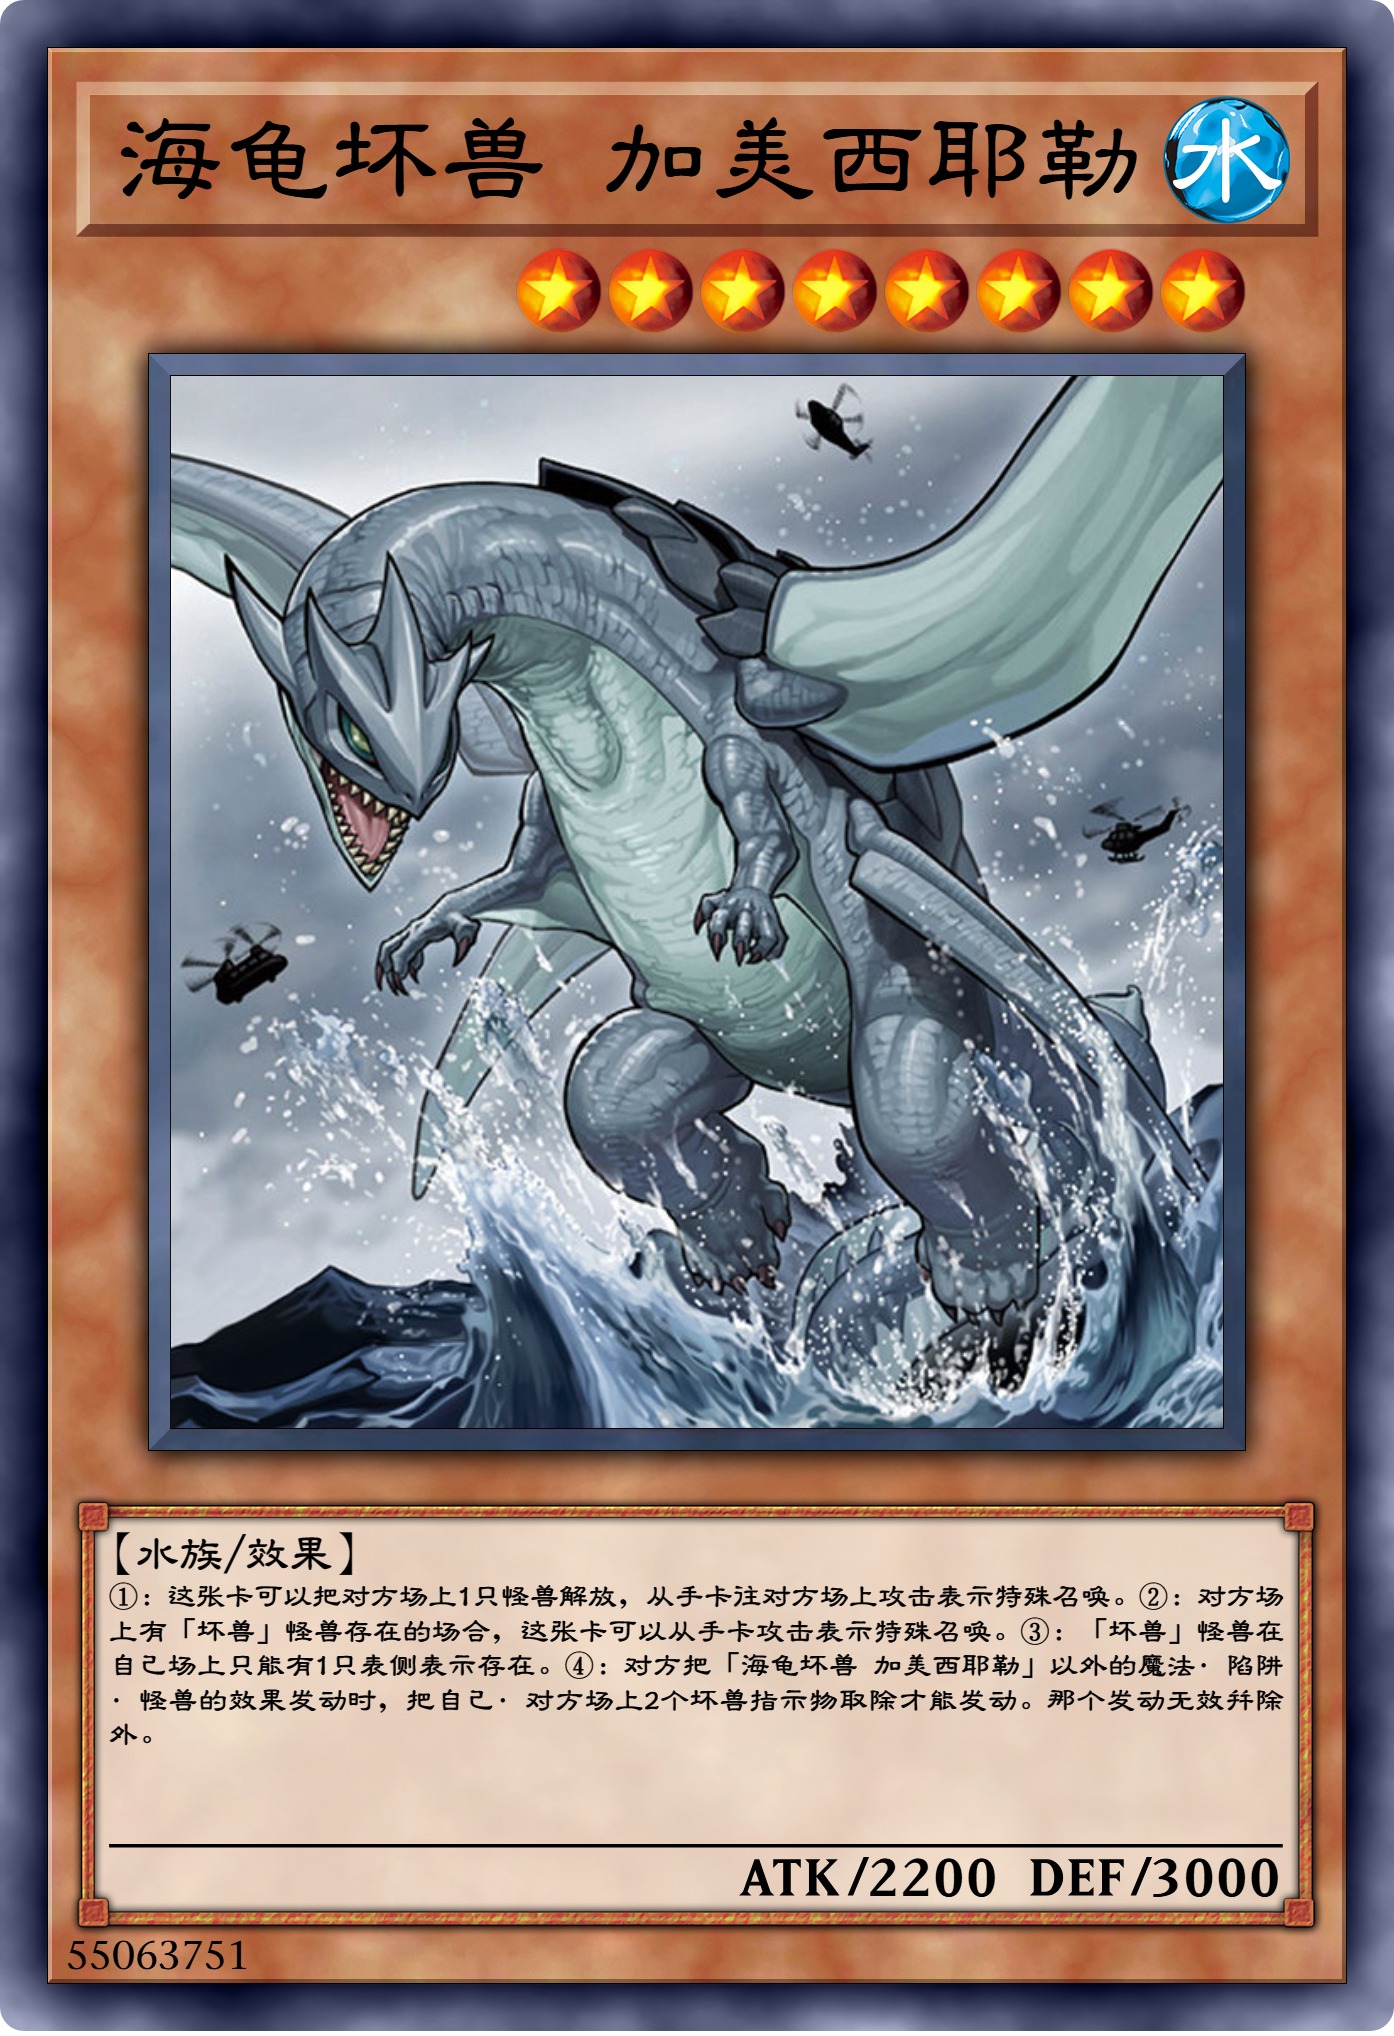 海龟坏兽 加美西耶勒 水
【水族/效果】
①：这张卡可以把对方场上1只怪兽解放，从手卡往对方场上攻击表示特殊召唤。②：对方场
上有「坏兽」怪兽存在的场合，这张卡可以从手卡攻击表示特殊召唤。③：「坏兽」怪兽在
自己场上只能有1只表侧表示存在。④：对方把「海龟坏兽 加美西耶勒」以外的魔法·陷阱
·怪兽的效果发动时，把自己·对方场上2个坏兽指示物取除才能发动。那个发动无效并除
外。
ATK/2200 DEF/3000
55063751